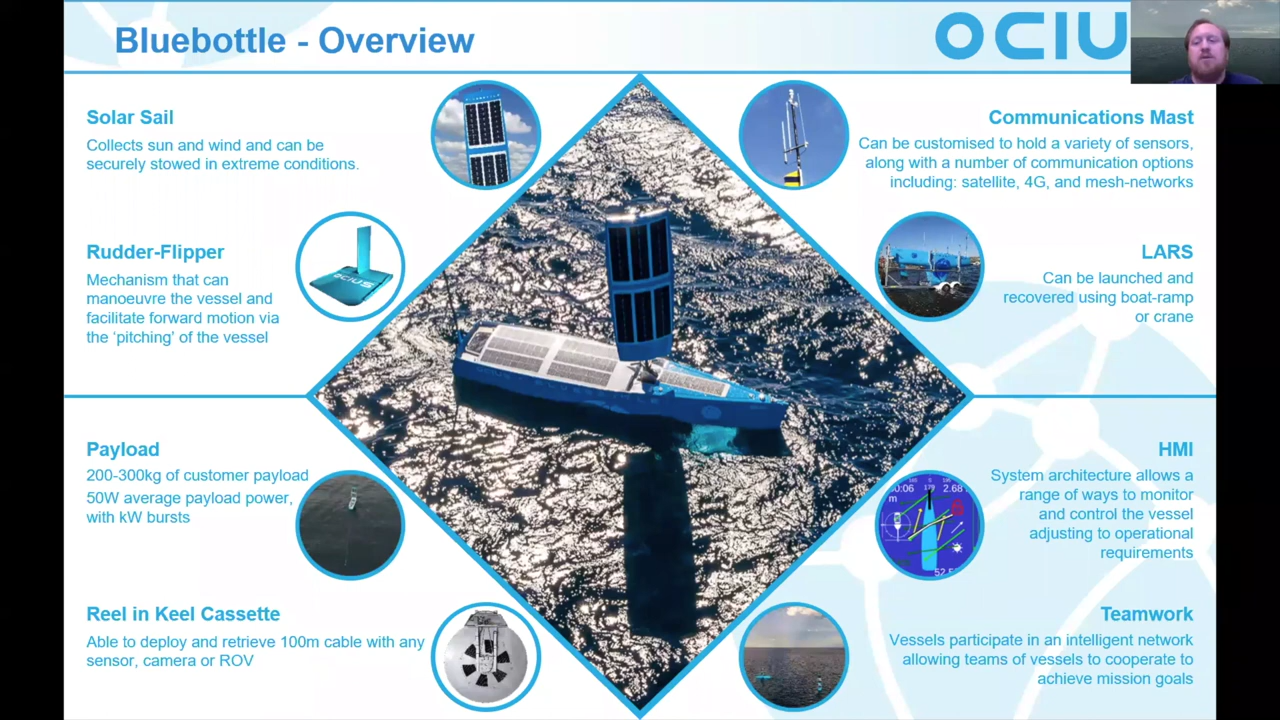 Bluebottle - Overview
OCIU
Solar Sail
Collects sun and wind and can be
securely stowed in extreme conditions.
Rudder-Flipper
Mechanism that can
manoeuvre the vessel and
facilitate forward motion via
the ‘pitching’ of the vessel
OCIUS
Payload
200-300kg of customer payload
50W average payload power,
with kW bursts
Reel in Keel Cassette
Able to deploy and retrieve 100m cable with any
sensor, camera or ROV
Communications Mast
Can be customised to hold a variety of sensors,
along with a number of communication options
including: satellite, 4G, and mesh-networks
LARS
Can be launched and
recovered using boat-ramp
or crane
HMI
System architecture allows a
range of ways to monitor
and control the vessel
adjusting to operational
requirements
179
2.68
m
Teamwork
Vessels participate in an intelligent network
allowing teams of vessels to cooperate to
achieve mission goals